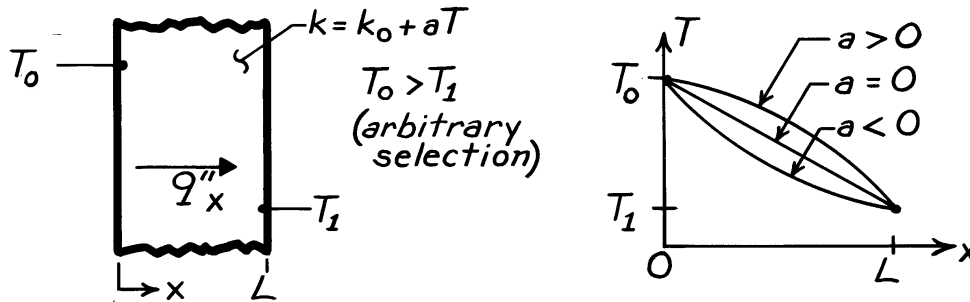 k = k₀ + aT
T₀
T₀ > T₁
(arbitrary
selection)
q″ₓ
T₁
x
L
T
a > 0
T₀
a = 0
a < 0
T₁
0
L
x